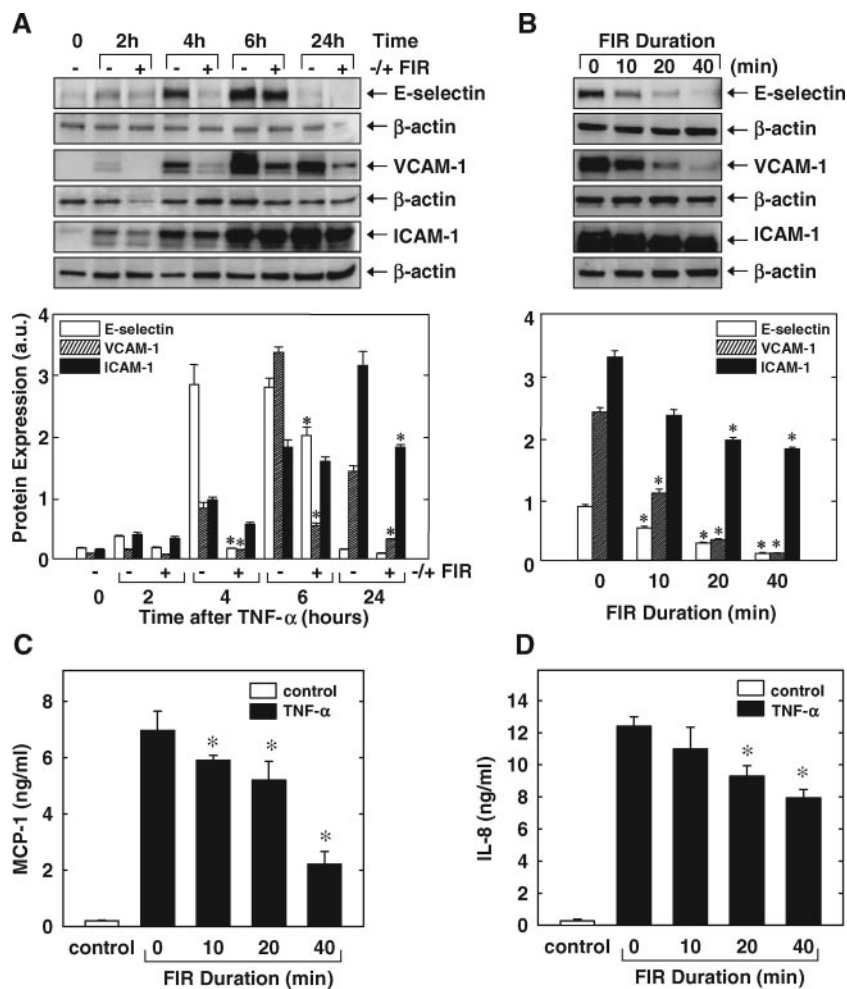 A
0 2h 4h 6h 24h Time
- - + - + - + - + -/+ FIR
← E-selectin
← β-actin
← VCAM-1
← β-actin
← ICAM-1
← β-actin
Protein Expression (a.u.)
4
3
2
1
0
E-selectin
VCAM-1
ICAM-1
* * * * * * *
- + - + - + - + -/+ FIR
0 2 4 6 24
Time after TNF-α (hours)
B
FIR Duration
0 10 20 40 (min)
← E-selectin
← β-actin
← VCAM-1
← β-actin
← ICAM-1
← β-actin
4
3
2
1
0
E-selectin
VCAM-1
ICAM-1
* * * * * * * *
0 10 20 40
FIR Duration (min)
C
MCP-1 (ng/ml)
8
6
4
2
0
control
TNF-α
* * *
control 0 10 20 40
FIR Duration (min)
D
IL-8 (ng/ml)
14
12
10
8
6
4
2
0
control
TNF-α
* *
control 0 10 20 40
FIR Duration (min)